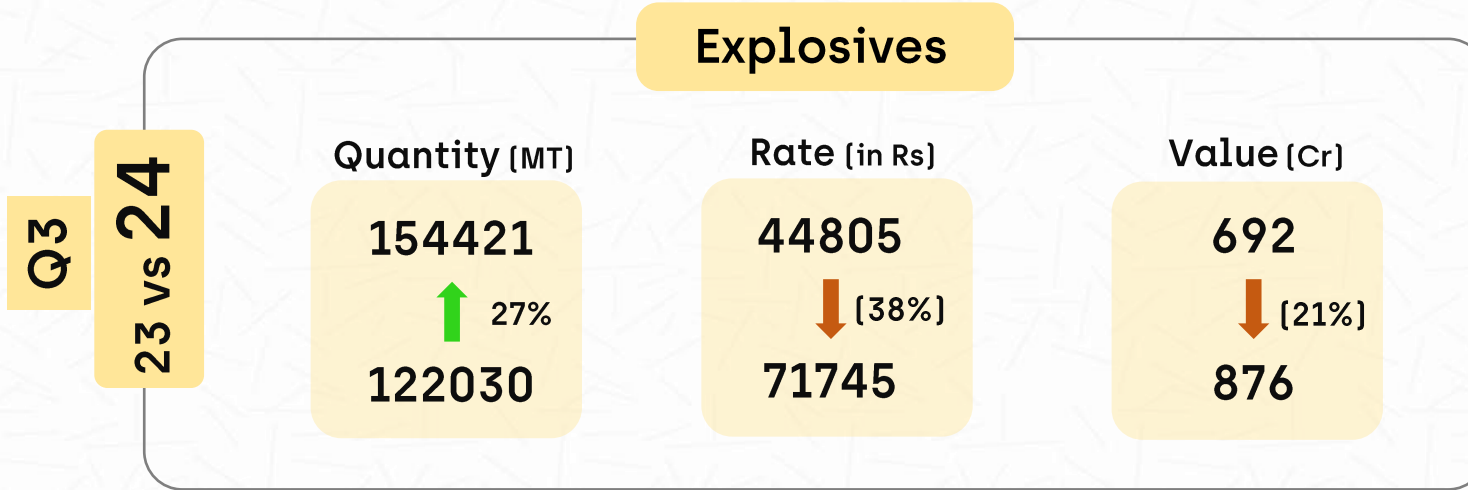 Explosives
Q3
23 vs 24
Quantity (MT)
154421
27%
122030
Rate (in Rs)
44805
(38%)
71745
Value (Cr)
692
(21%)
876